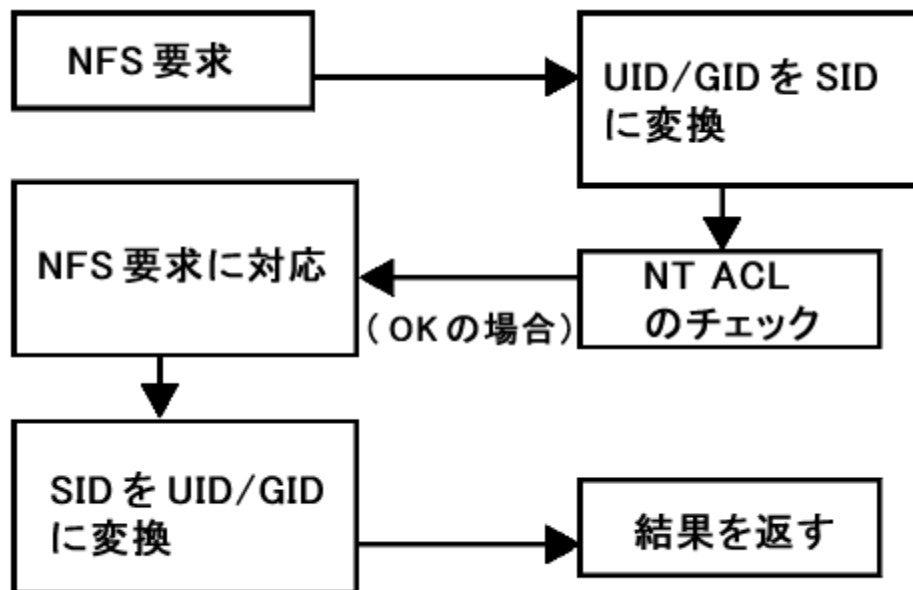 NFS 要求
UID/GID を SID
に変換
NT ACL
のチェック
( OK の場合)
NFS 要求に対応
SID を UID/GID
に変換
結果を返す